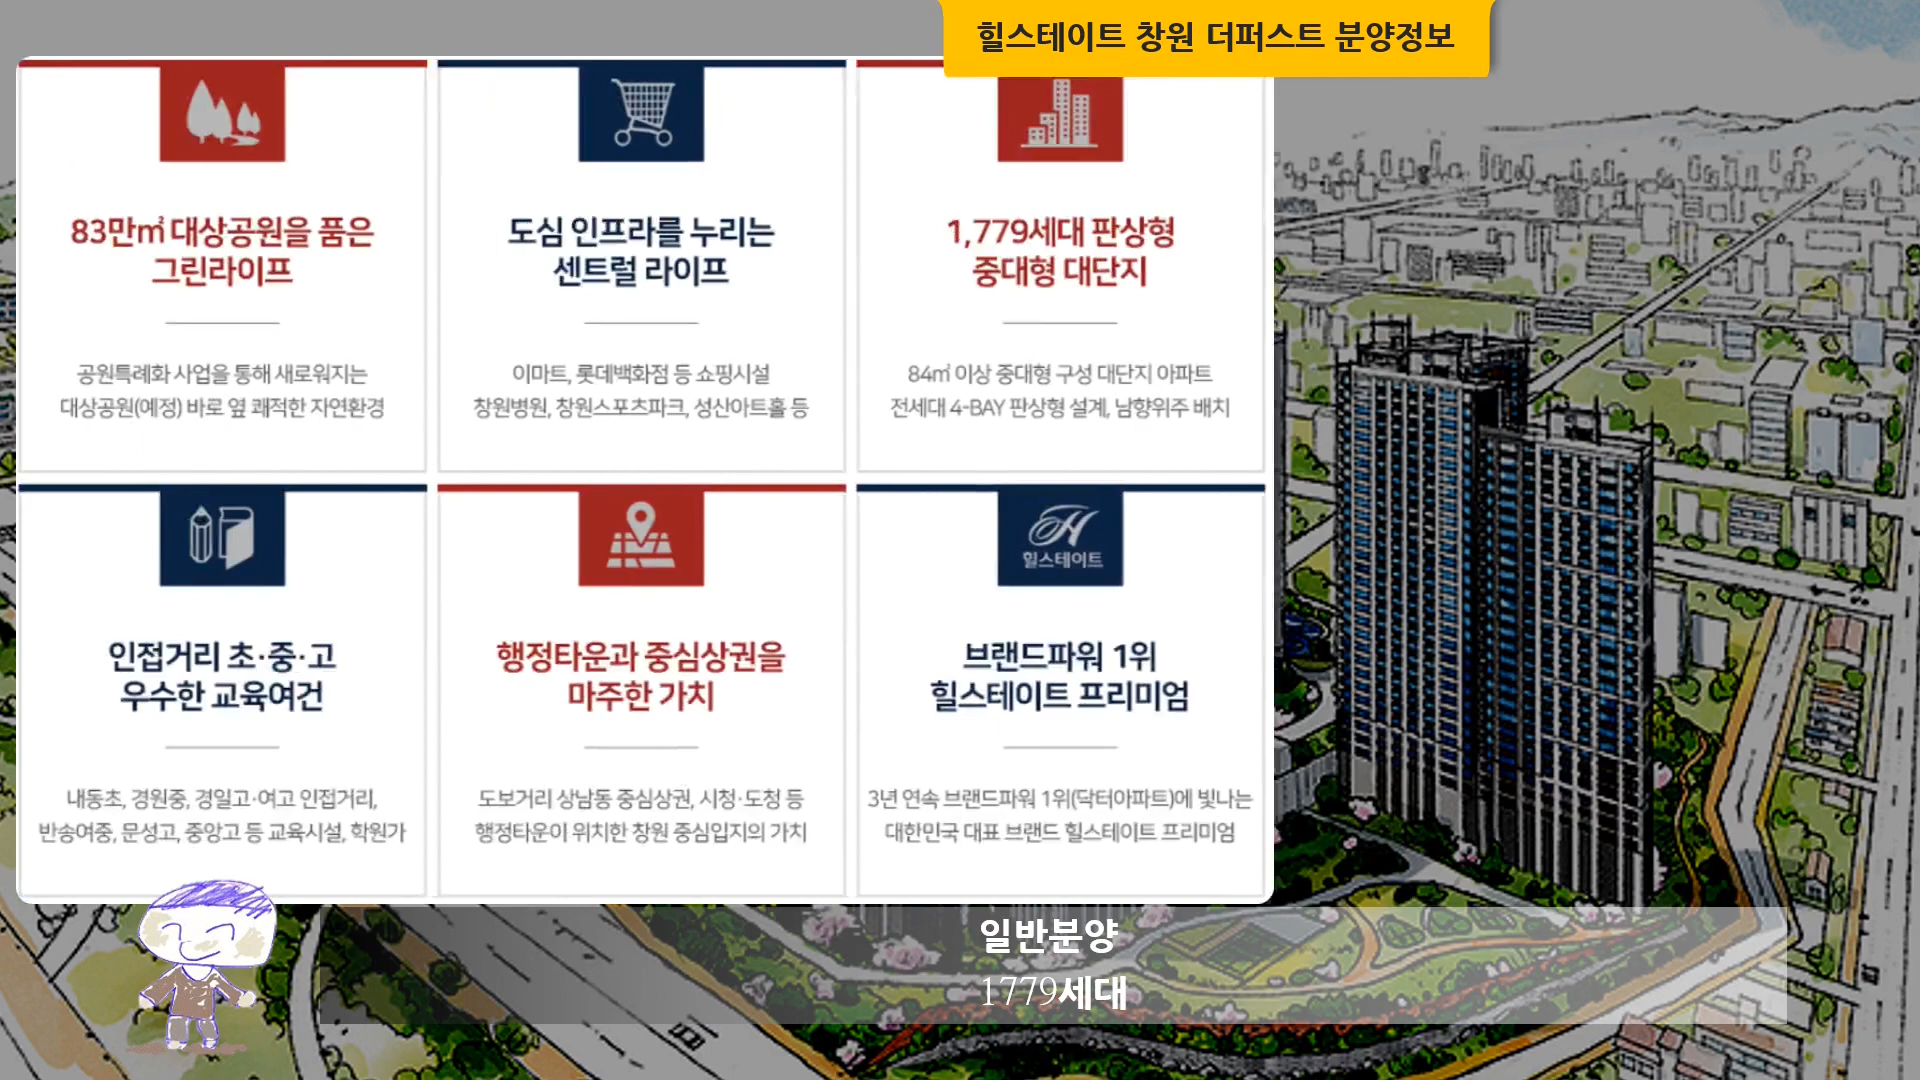 힐스테이트 창원 더퍼스트 분양정보
83만㎡ 대상공원을 품은
그린라이프
공원특례화 사업을 통해 새로워지는
대상공원(예정) 바로 옆 쾌적한 자연환경
도심 인프라를 누리는
센트럴 라이프
이마트, 롯데백화점 등 쇼핑시설
창원병원, 창원스포츠파크, 성산아트홀 등
1,779세대 판상형
중대형 대단지
84㎡ 이상 중대형 구성 대단지 아파트
전세대 4-BAY 판상형 설계, 남향위주 배치
인접거리 초·중·고
우수한 교육여건
내동초, 경원중, 경일고·여고 인접거리,
반송여중, 문성고, 중앙고 등 교육시설, 학원가
행정타운과 중심상권을
마주한 가치
도보거리 상남동 중심상권, 시청·도청 등
행정타운이 위치한 창원 중심입지의 가치
힐스테이트
브랜드파워 1위
힐스테이트 프리미엄
3년 연속 브랜드파워 1위(닥터아파트)에 빛나는
대한민국 대표 브랜드 힐스테이트 프리미엄
일반분양
1779세대